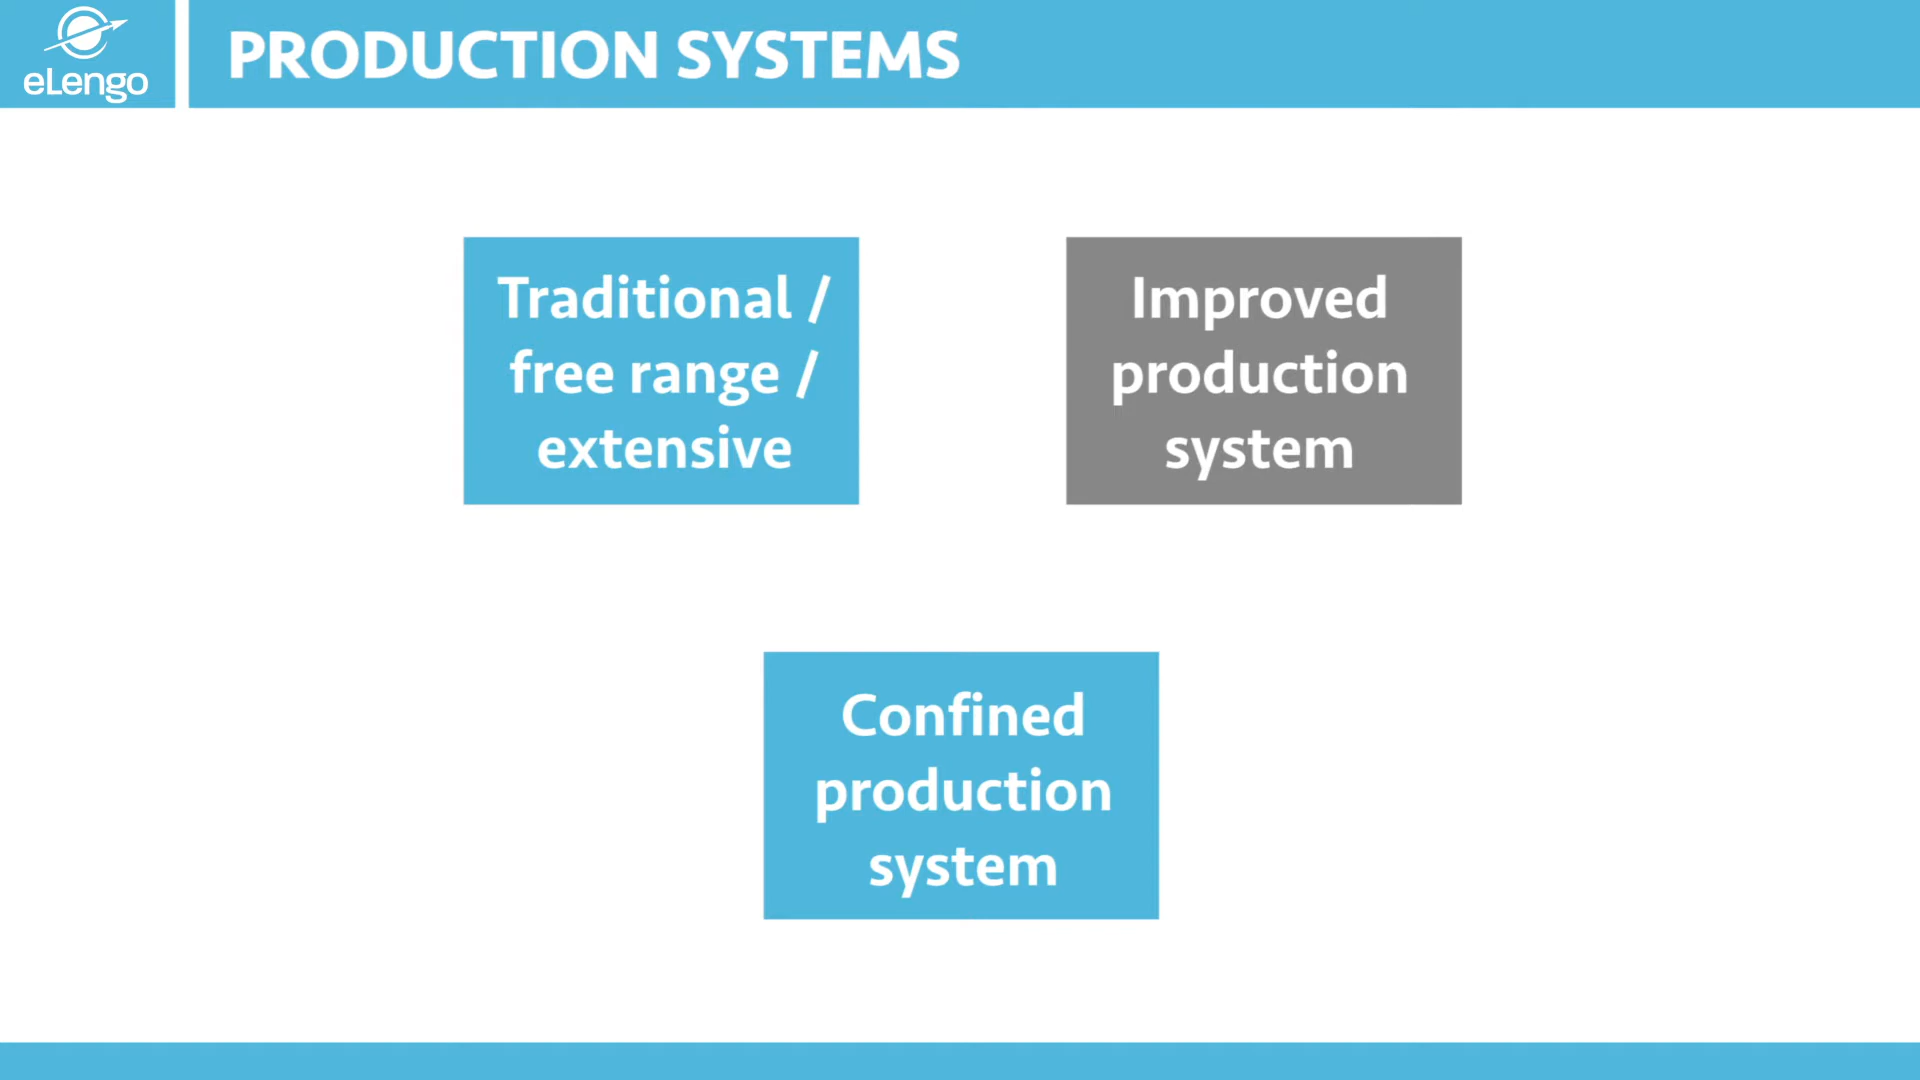 eLengo
PRODUCTION SYSTEMS
Traditional /
free range /
extensive
Improved
production
system
Confined
production
system